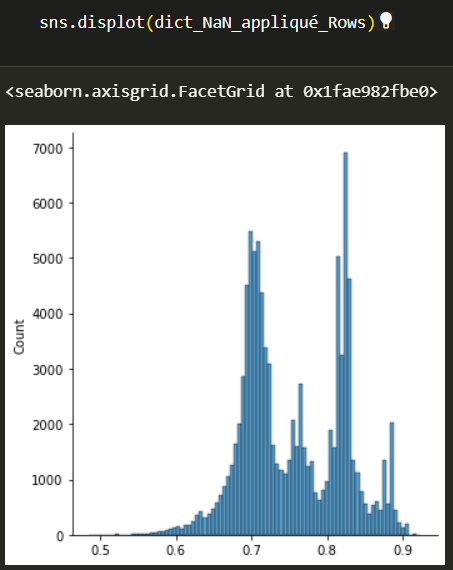 sns.displot(dict_NaN_appliqué_Rows)
<seaborn.axisgrid.FacetGrid at 0x1fae982fbe0>
7000
6000
5000
4000
3000
2000
1000
0
Count
0.5 0.6 0.7 0.8 0.9